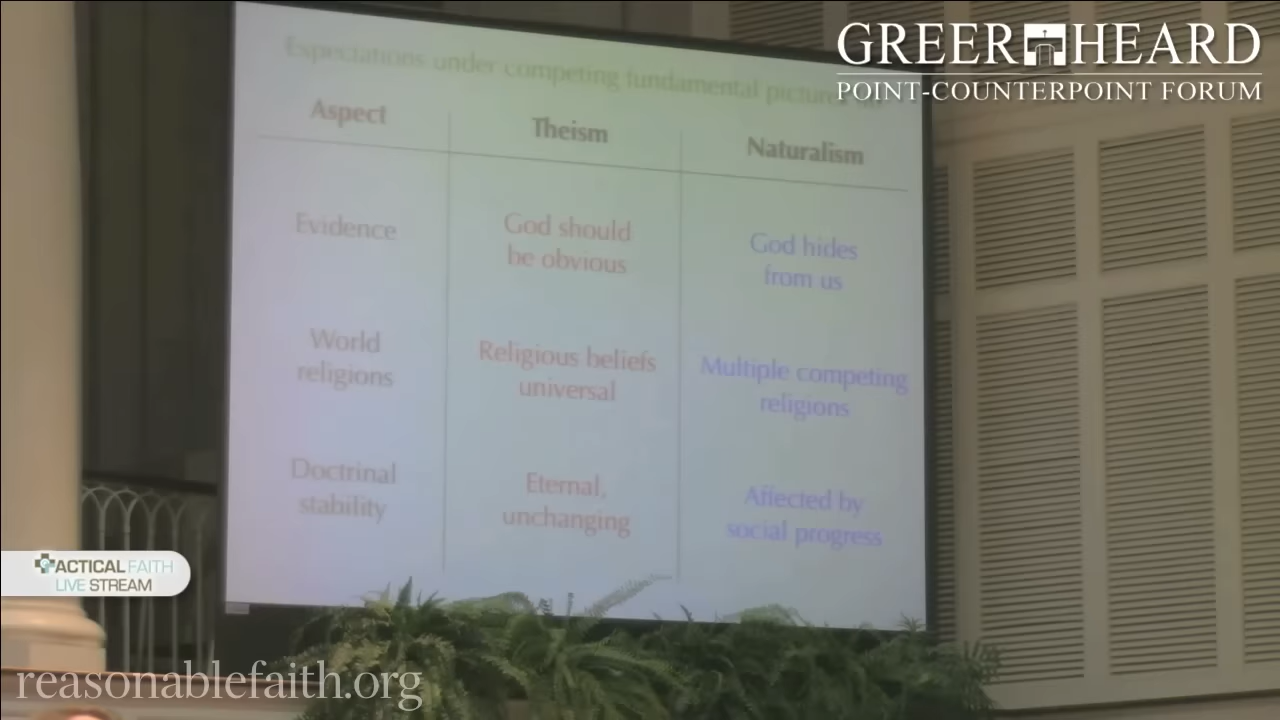 GREER HEARD
POINT-COUNTERPOINT FORUM
Expectations under competing fundamental
Aspect
Theism
Naturalism
Evidence
God should
be obvious
God hides
from us
World
religions
Religious beliefs
universal
Multiple competing
religions
Doctrinal
stability
Eternal,
unchanging
Affected by
social progress
TACTICAL FAITH
LIVE STREAM
reasonablefaith.org